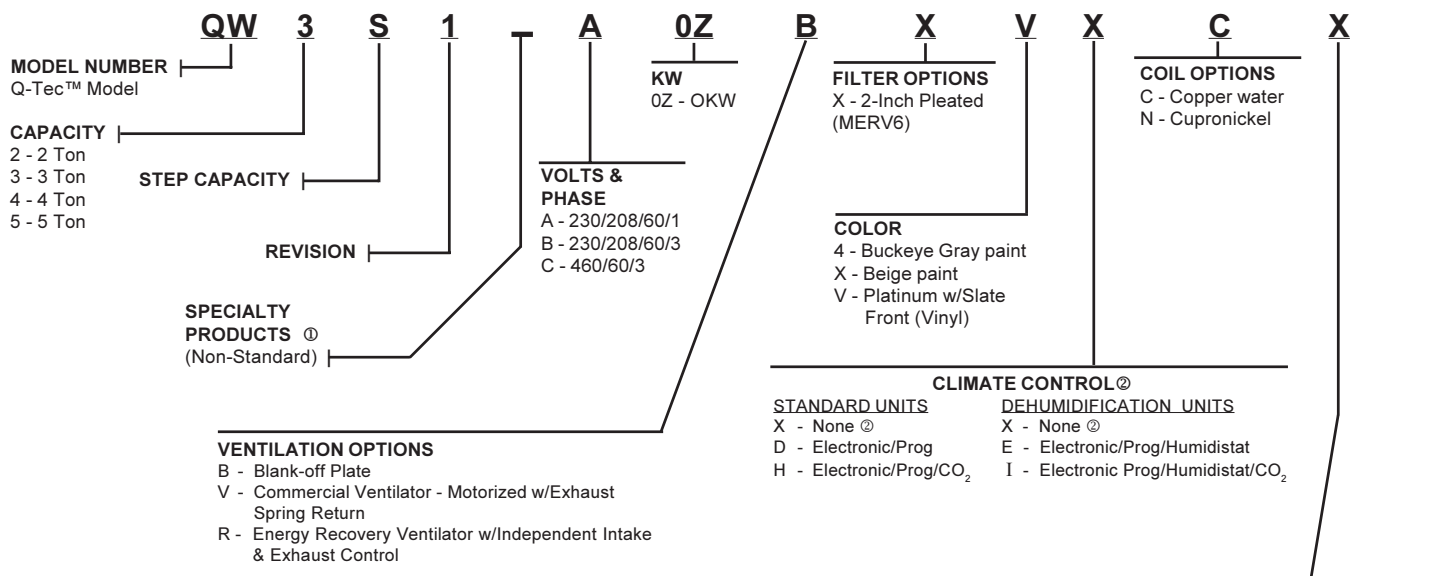 QW 3 S 1 – A 0Z B X V X C X
MODEL NUMBER
Q-Tec™ Model
CAPACITY
2 - 2 Ton
3 - 3 Ton
4 - 4 Ton
5 - 5 Ton
STEP CAPACITY
REVISION
SPECIALTY
PRODUCTS ①
(Non-Standard)
KW
0Z - OKW
VOLTS &
PHASE
A - 230/208/60/1
B - 230/208/60/3
C - 460/60/3
FILTER OPTIONS
X - 2-Inch Pleated
(MERV6)
COIL OPTIONS
C - Copper water
N - Cupronickel
COLOR
4 - Buckeye Gray paint
X - Beige paint
V - Platinum w/Slate
Front (Vinyl)
CLIMATE CONTROL②
STANDARD UNITS
X - None ②
D - Electronic/Prog
H - Electronic/Prog/CO₂
DEHUMIDIFICATION UNITS
X - None ②
E - Electronic/Prog/Humidistat
I - Electronic Prog/Humidistat/CO₂
VENTILATION OPTIONS
B - Blank-off Plate
V - Commercial Ventilator - Motorized w/Exhaust
Spring Return
R - Energy Recovery Ventilator w/Independent Intake
& Exhaust Control